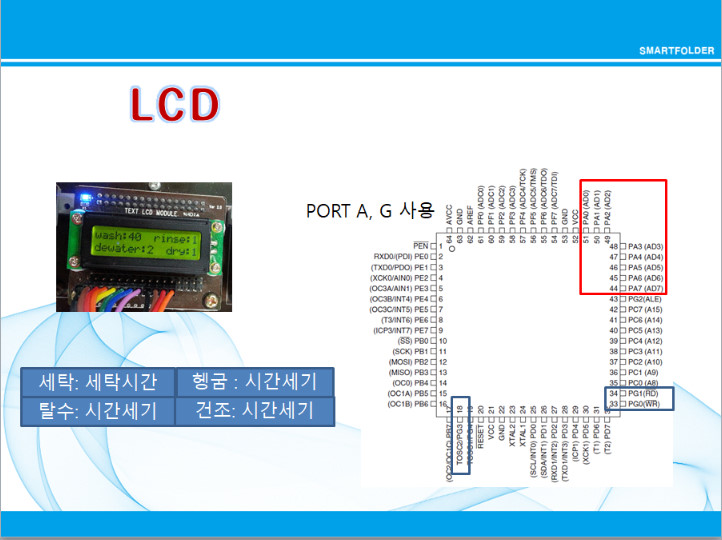 SMARTFOLDER
LCD
TEXT LCD MODULE
wash:40 rinse:1
dewater:2 dry:1
PORT A, G 사용
세탁: 세탁시간
헹굼 : 시간세기
탈수: 시간세기
건조: 시간세기
64 AVCC
63 GND
62 AREF
61 PF0 (ADC0)
60 PF1 (ADC1)
59 PF2 (ADC2)
58 PF3 (ADC3)
57 PF4 (ADC4/TCK)
56 PF5 (ADC5/TMS)
55 PF6 (ADC6/TDO)
54 PF7 (ADC7/TDI)
53 GND
52 VCC
51 PA0 (AD0)
50 PA1 (AD1)
49 PA2 (AD2)
PEN 1
RXD0/(PDI) PE0 2
(TXD0/PDO) PE1 3
(XCK0/AIN0) PE2 4
(OC3A/AIN1) PE3 5
(OC3B/INT4) PE4 6
(OC3C/INT5) PE5 7
(T3/INT6) PE6 8
(ICP3/INT7) PE7 9
(SS) PB0 10
(SCK) PB1 11
(MOSI) PB2 12
(MISO) PB3 13
(OC0) PB4 14
(OC1A) PB5 15
(OC1B) PB6 16
48 PA3 (AD3)
47 PA4 (AD4)
46 PA5 (AD5)
45 PA6 (AD6)
44 PA7 (AD7)
43 PG2(ALE)
42 PC7 (A15)
41 PC6 (A14)
40 PC5 (A13)
39 PC4 (A12)
38 PC3 (A11)
37 PC2 (A10)
36 PC1 (A9)
35 PC0 (A8)
34 PG1(RD)
33 PG0(WR)
(OC2/OC1C) PB7 17
TOSC2/PG3 18
TOSC1/PG4 19
RESET 20
VCC 21
GND 22
XTAL2 23
XTAL1 24
(SCL/INT0) PD0 25
(SDA/INT1) PD1 26
(RXD1/INT2) PD2 27
(TXD1/INT3) PD3 28
(ICP1) PD4 29
(XCK1) PD5 30
(T1) PD6 31
(T2) PD7 32